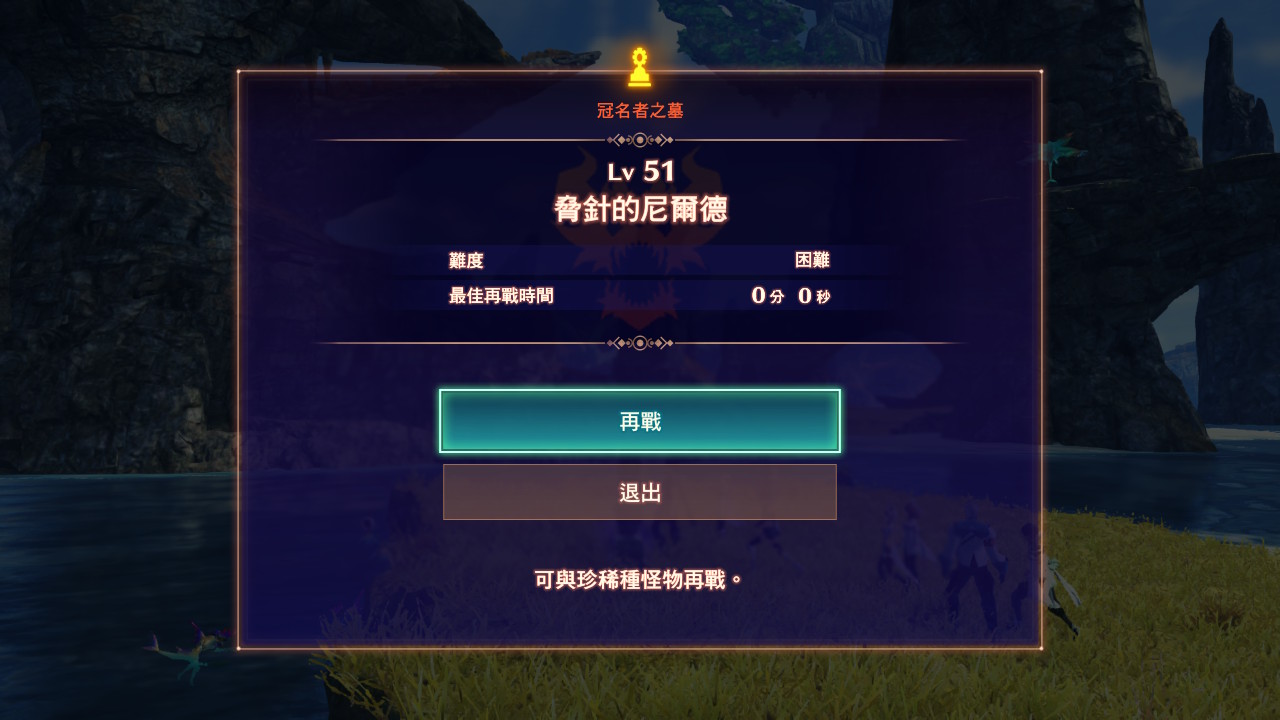 冠名者之墓
Lv 51
脅針的尼爾德
難度 困難
最佳再戰時間 0分 0秒
再戰
退出
可與珍稀種怪物再戰。